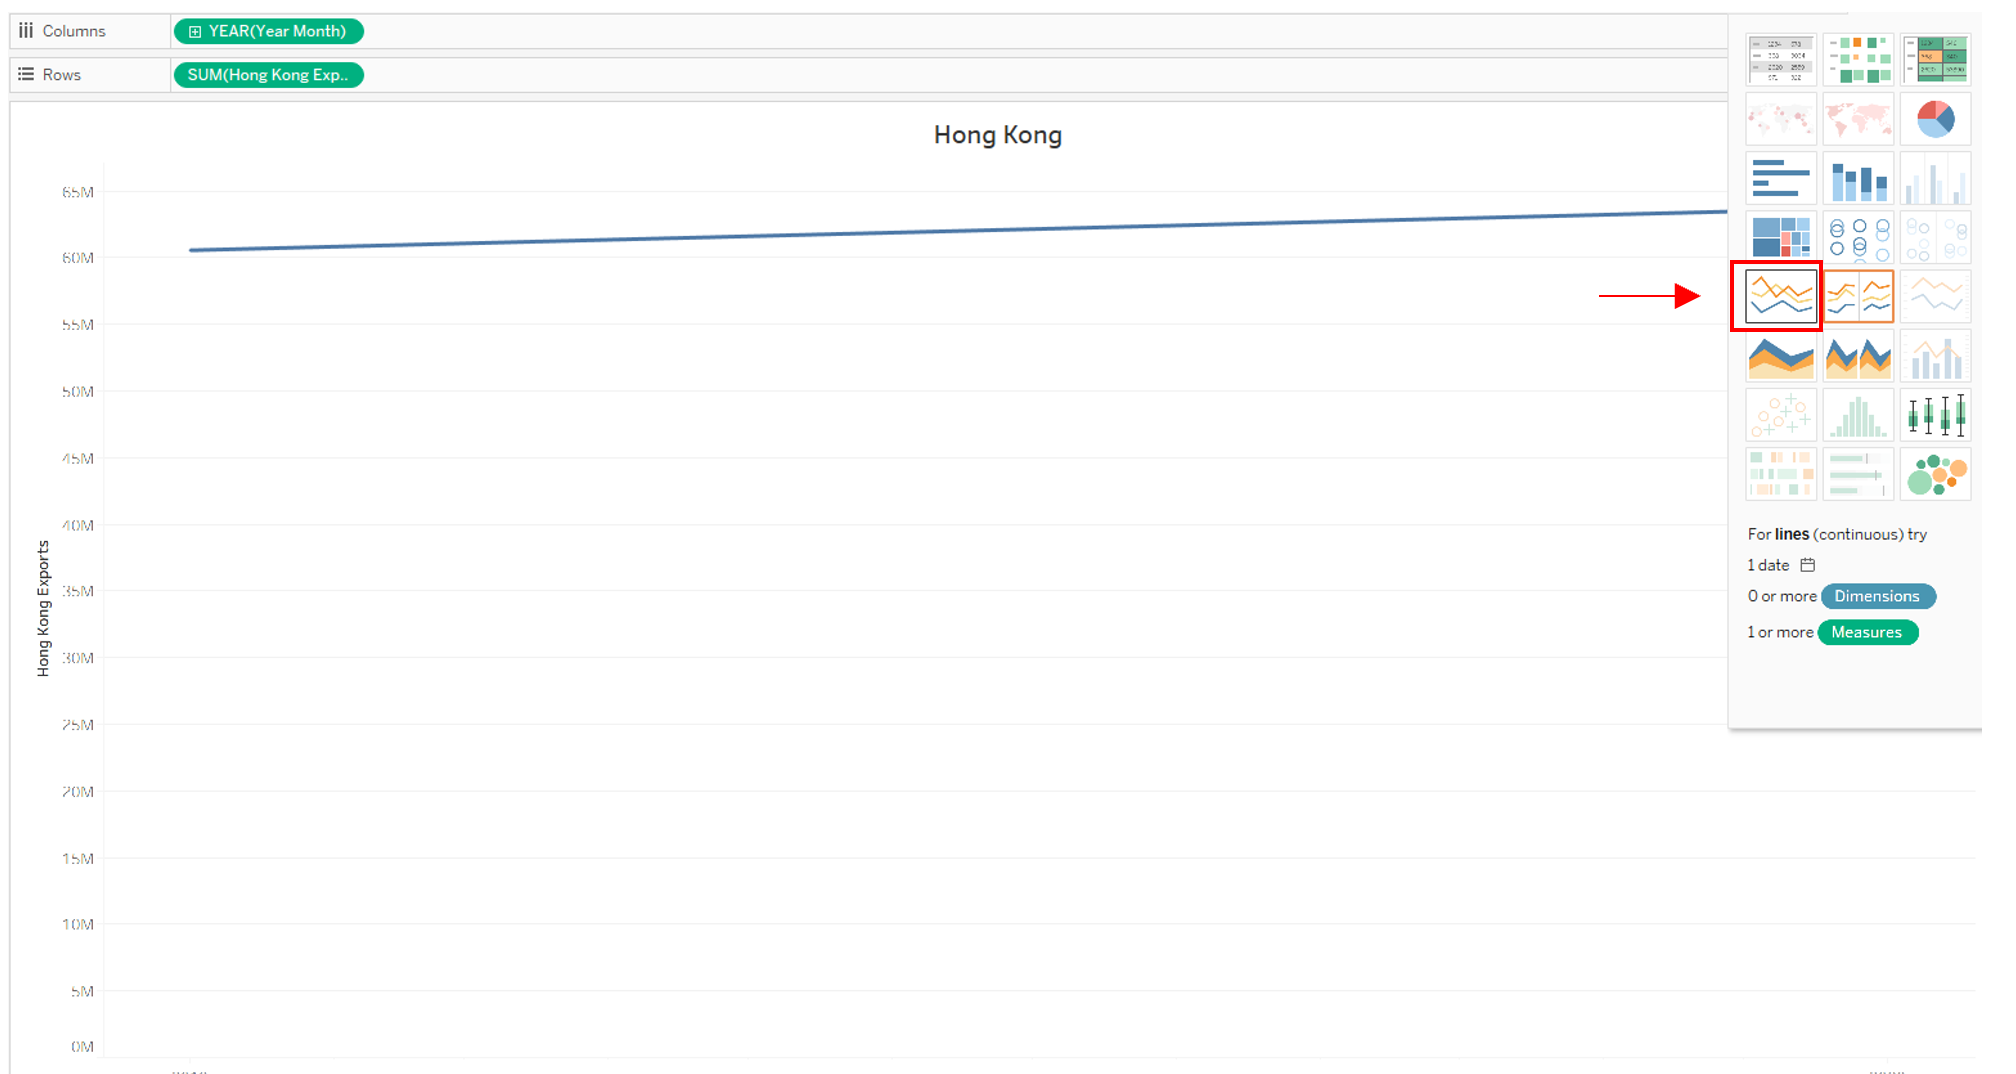 Columns
YEAR(Year Month)
Rows
SUM(Hong Kong Exp..
Hong Kong
65M
60M
55M
50M
45M
40M
35M
30M
25M
20M
15M
10M
5M
0M
Hong Kong Exports
For lines (continuous) try
1 date
0 or more Dimensions
1 or more Measures